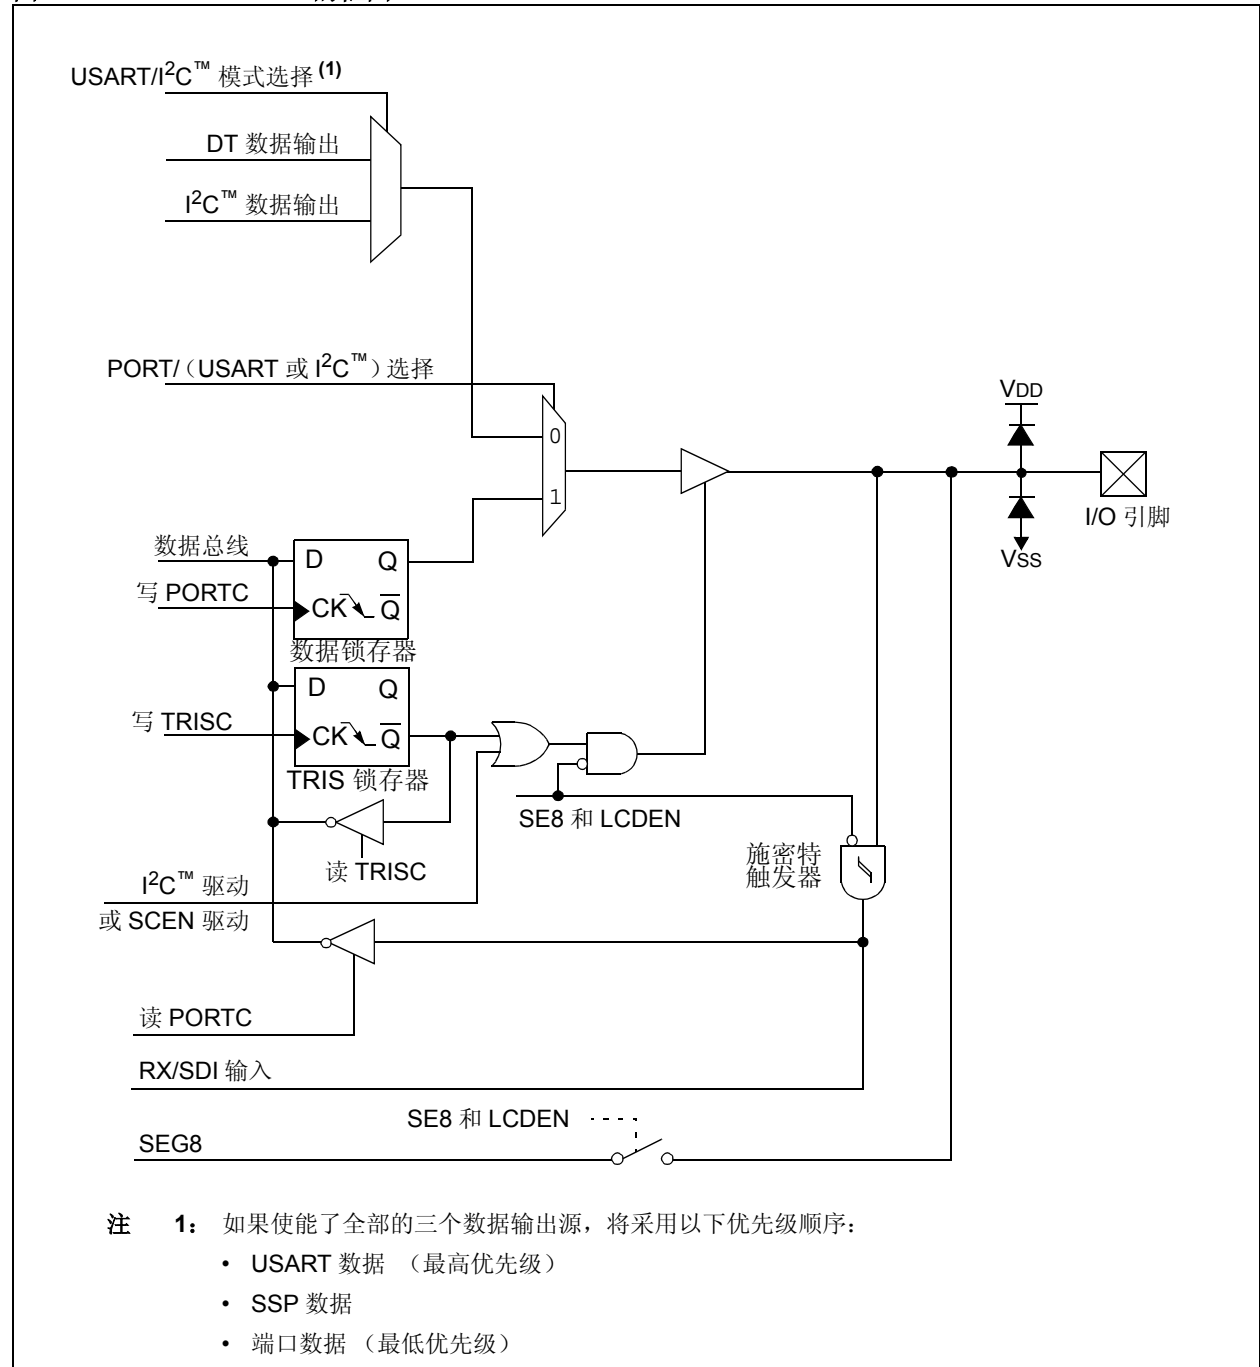 USART/I²C™ 模式选择 (1)
DT 数据输出
I²C™ 数据输出
PORT/（USART 或 I²C™）选择
0
1
VDD
I/O 引脚
VSS
数据总线
写 PORTC
D Q
CK Q̅
数据锁存器
写 TRISC
D Q
CK Q̅
TRIS 锁存器
SE8 和 LCDEN
读 TRISC
施密特
触发器
I²C™ 驱动
或 SCEN 驱动
读 PORTC
RX/SDI 输入
SE8 和 LCDEN
SEG8
注 1： 如果使能了全部的三个数据输出源，将采用以下优先级顺序：
• USART 数据 （最高优先级）
• SSP 数据
• 端口数据 （最低优先级）